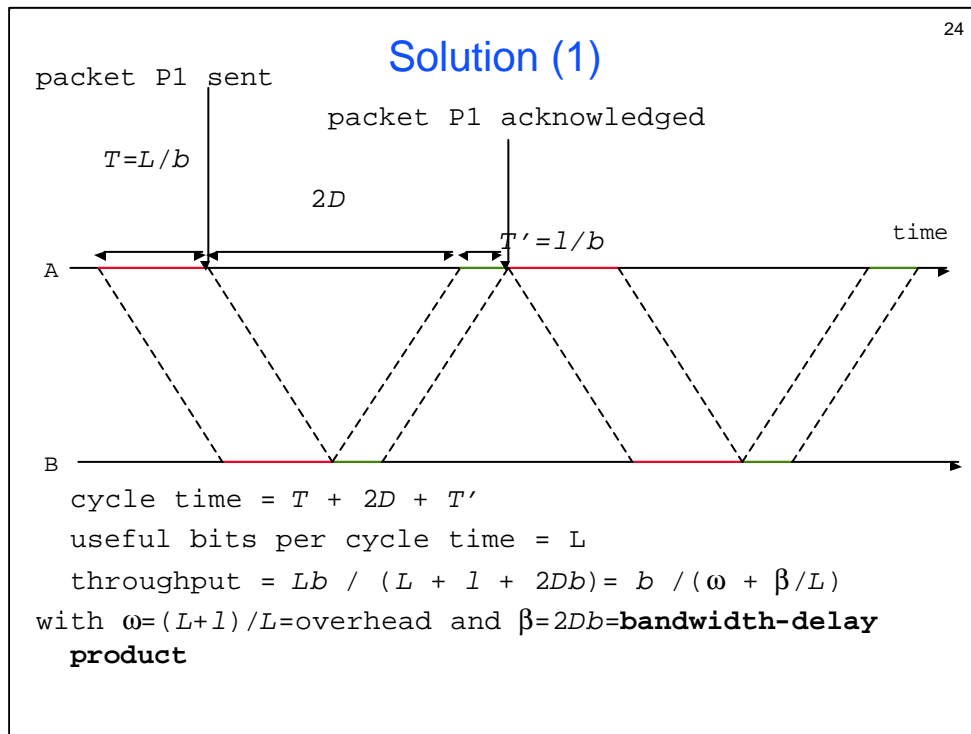 24
Solution (1)
packet P1 sent
packet P1 acknowledged
T=L/b
2D
T'=l/b
time
A
B
cycle time = T + 2D + T'
useful bits per cycle time = L
throughput = Lb / (L + l + 2Db)= b /(ω + β/L)
with ω=(L+l)/L=overhead and β=2Db=bandwidth-delay
product